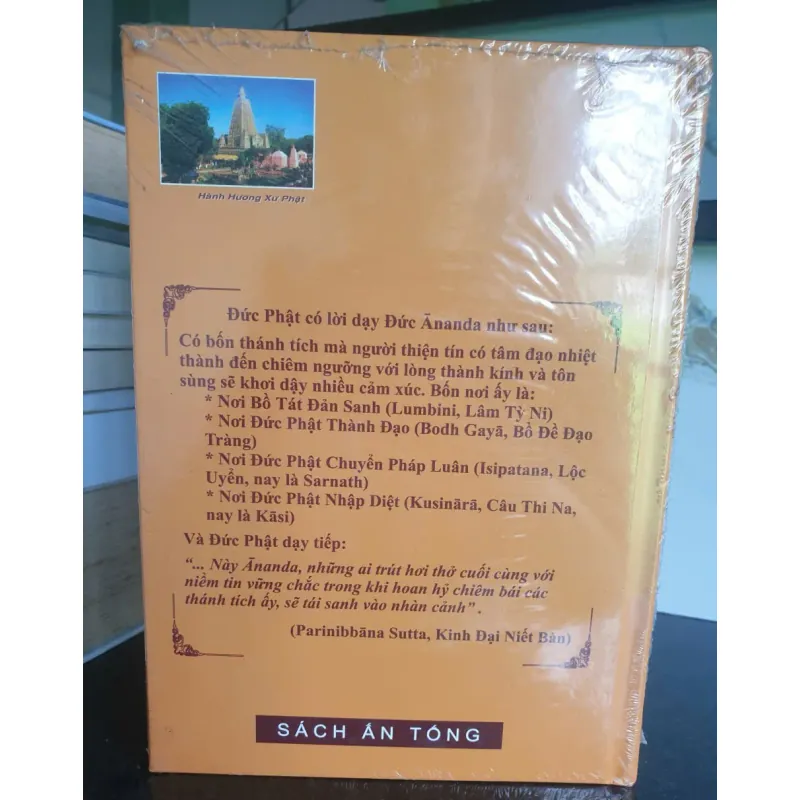 Hành Hương Xứ Phật
Đức Phật có lời dạy Đức Ānanda như sau:
Có bốn thánh tích mà người thiện tín có tâm đạo nhiệt
thành đến chiêm ngưỡng với lòng thành kính và tôn
sùng sẽ khơi dậy nhiều cảm xúc. Bốn nơi ấy là:
* Nơi Bồ Tát Đản Sanh (Lumbini, Lâm Tỳ Ni)
* Nơi Đức Phật Thành Đạo (Bodh Gayā, Bồ Đề Đạo
Tràng)
* Nơi Đức Phật Chuyển Pháp Luân (Isipatana, Lộc
Uyển, nay là Sarnath)
* Nơi Đức Phật Nhập Diệt (Kusinārā, Câu Thi Na,
nay là Kāsi)
Và Đức Phật dạy tiếp:
“... Này Ānanda, những ai trút hơi thở cuối cùng với
niềm tin vững chắc trong khi hoan hỷ chiêm bái các
thánh tích ấy, sẽ tái sanh vào nhàn cảnh” .
(Parinibbāna Sutta, Kinh Đại Niết Bàn)
SÁCH ẤN TỐNG